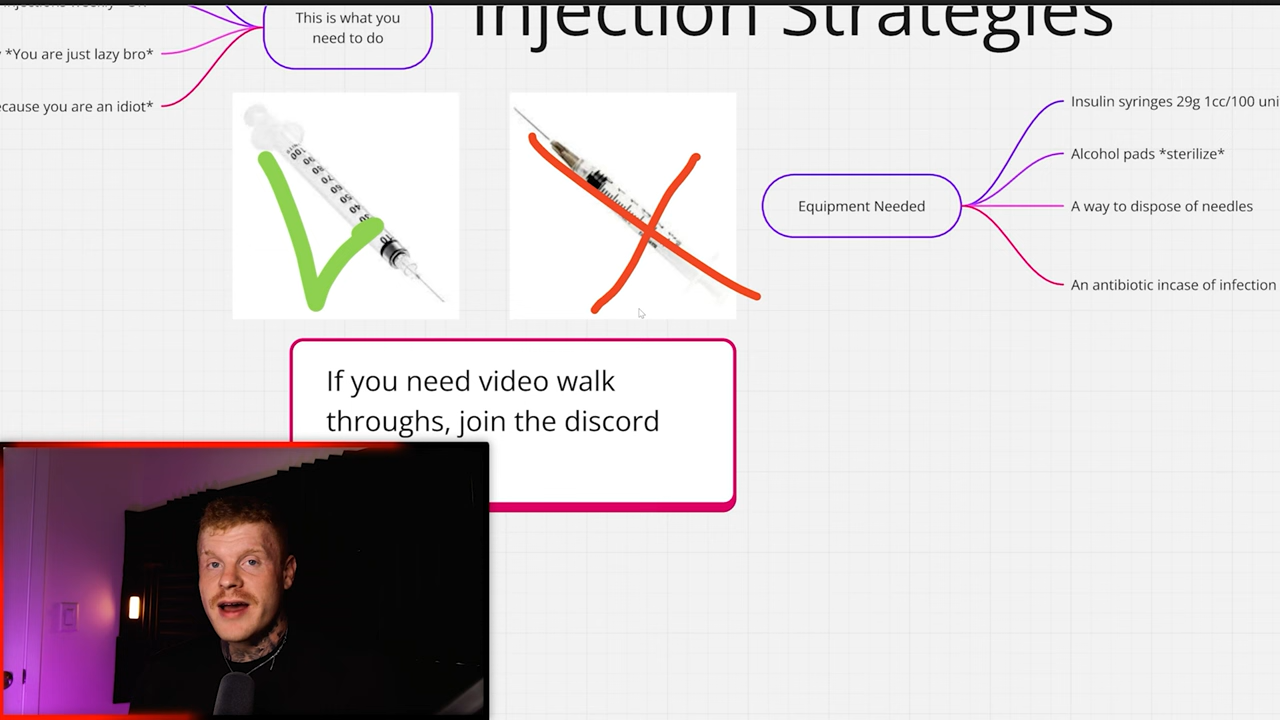 Injection Strategies
This is what you
need to do
*You are just lazy bro*
you are an idiot*
Insulin syringes 29g 1cc/100
Alcohol pads *sterilize*
Equipment Needed
A way to dispose of needles
An antibiotic incase of infection
If you need video walk
throughs, join the discord